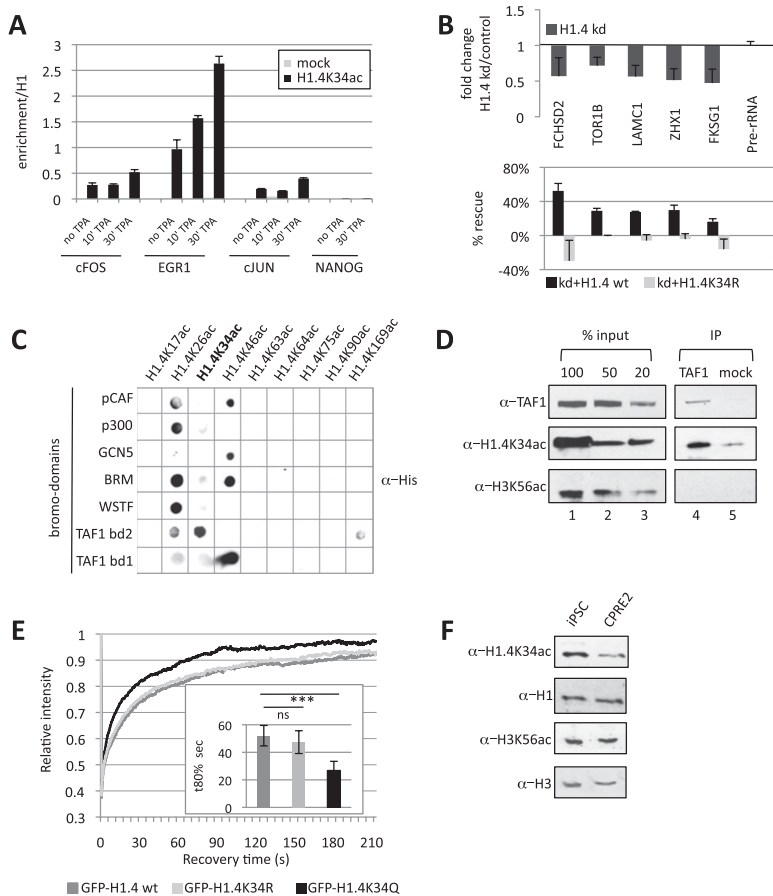 A
enrichment/H1
3
2.5
2
1.5
1
0.5
0
mock
H1.4K34ac
no TPA
10' TPA
30' TPA
no TPA
10' TPA
30' TPA
no TPA
10' TPA
30' TPA
no TPA
30' TPA
cFOS
EGR1
cJUN
NANOG
B
fold change
H1.4 kd/control
1.5
1
0.5
0
H1.4 kd
FCHSD2
TOR1B
LAMC1
ZHX1
FKSG1
Pre-rRNA
% rescue
80%
40%
0%
-40%
kd+H1.4 wt
kd+H1.4K34R
C
H1.4K17ac
H1.4K26ac
H1.4K34ac
H1.4K46ac
H1.4K63ac
H1.4K64ac
H1.4K75ac
H1.4K90ac
H1.4K169ac
bromo-domains
pCAF
p300
GCN5
BRM
WSTF
TAF1 bd2
TAF1 bd1
α-His
D
% input
IP
100
50
20
TAF1
mock
α-TAF1
α-H1.4K34ac
α-H3K56ac
1
2
3
4
5
E
Relative intensity
1
0.9
0.8
0.7
0.6
0.5
0.4
0.3
0
30
60
90
120
150
180
210
Recovery time (s)
t80% sec
60
40
20
0
***
ns
GFP-H1.4 wt
GFP-H1.4K34R
GFP-H1.4K34Q
F
iPSC
CPRE2
α-H1.4K34ac
α-H1
α-H3K56ac
α-H3